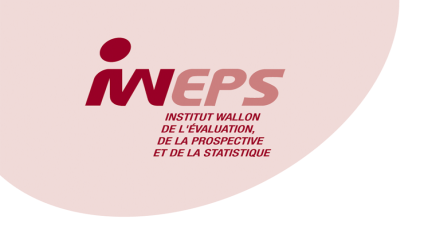 iWEPS
INSTITUT WALLON
DE L'ÉVALUATION,
DE LA PROSPECTIVE
ET DE LA STATISTIQUE